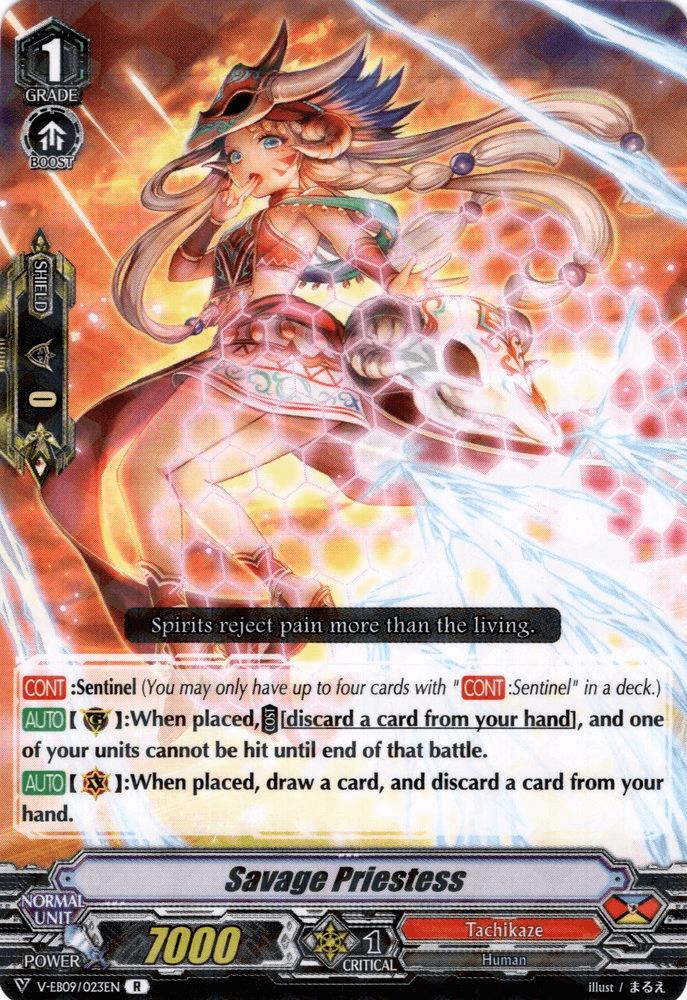 1
GRADE
BOOST
SHIELD
0
Spirits reject pain more than the living.
CONT:Sentinel (You may only have up to four cards with "CONT:Sentinel" in a deck.)
AUTO【G】:When placed, COST[discard a card from your hand], and one
of your units cannot be hit until end of that battle.
AUTO【V】:When placed, draw a card, and discard a card from your
hand.
Savage Priestess
NORMAL
UNIT
POWER 7000
1
CRITICAL
Tachikaze
Human
V-EB09/023EN R
illust / まるえ